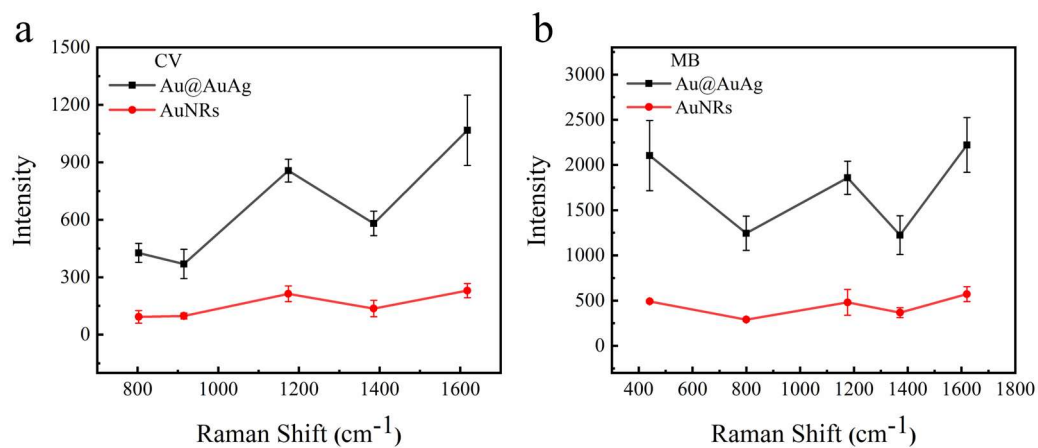 a
1500
1200
900
600
300
0
Intensity
CV
Au@AuAg
AuNRs
800 1000 1200 1400 1600
Raman Shift (cm⁻¹)
b
3000
2500
2000
1500
1000
500
0
Intensity
MB
Au@AuAg
AuNRs
400 600 800 1000 1200 1400 1600 1800
Raman Shift (cm⁻¹)